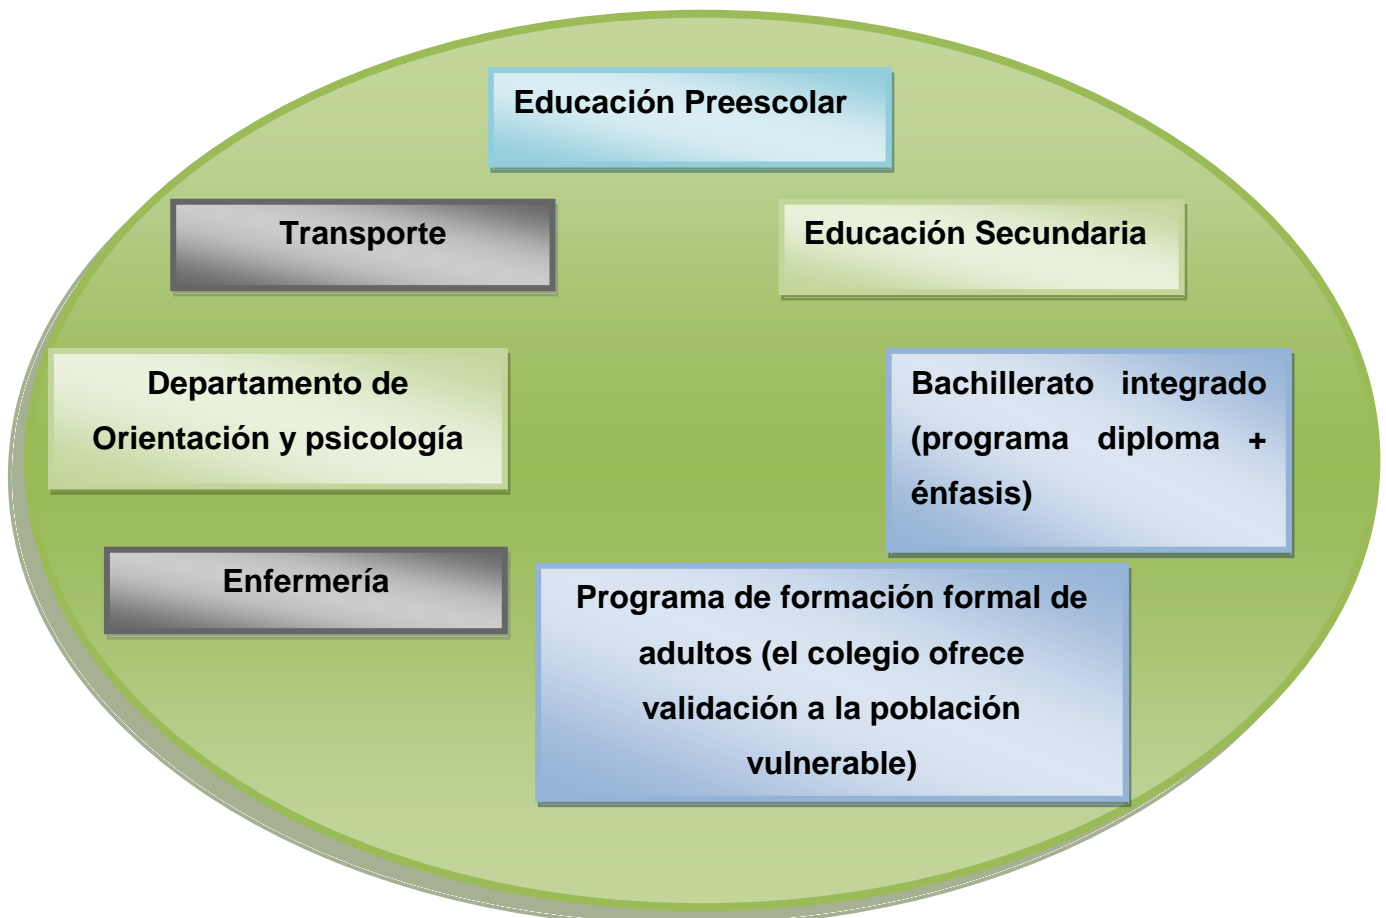 Educación Preescolar
Transporte
Educación Secundaria
Departamento de
Orientación y psicología
Bachillerato integrado
(programa diploma +
énfasis)
Enfermería
Programa de formación formal de
adultos (el colegio ofrece
validación a la población
vulnerable)